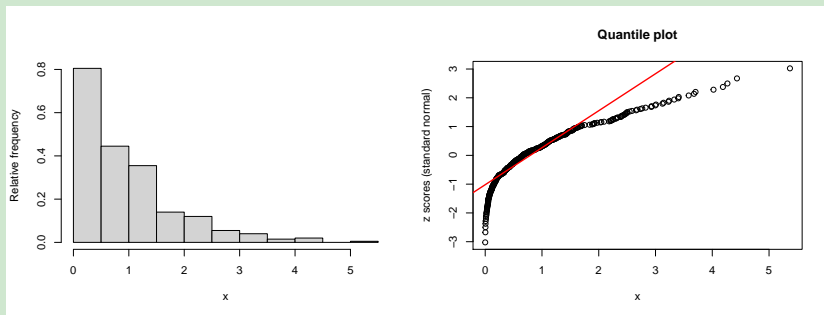 Relative frequency
0.0 0.2 0.4 0.6 0.8
0 1 2 3 4 5
x
Quantile plot
z scores (standard normal)
−3 −2 −1 0 1 2 3
0 1 2 3 4 5
x